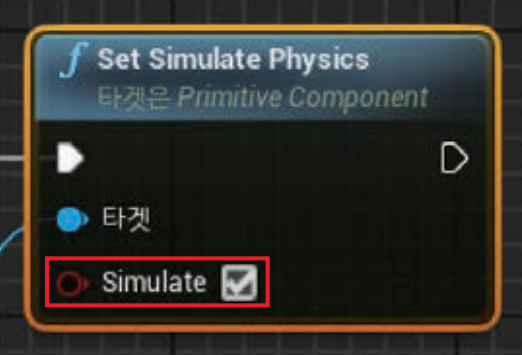 f Set Simulate Physics
타겟은 Primitive Component
타겟
Simulate